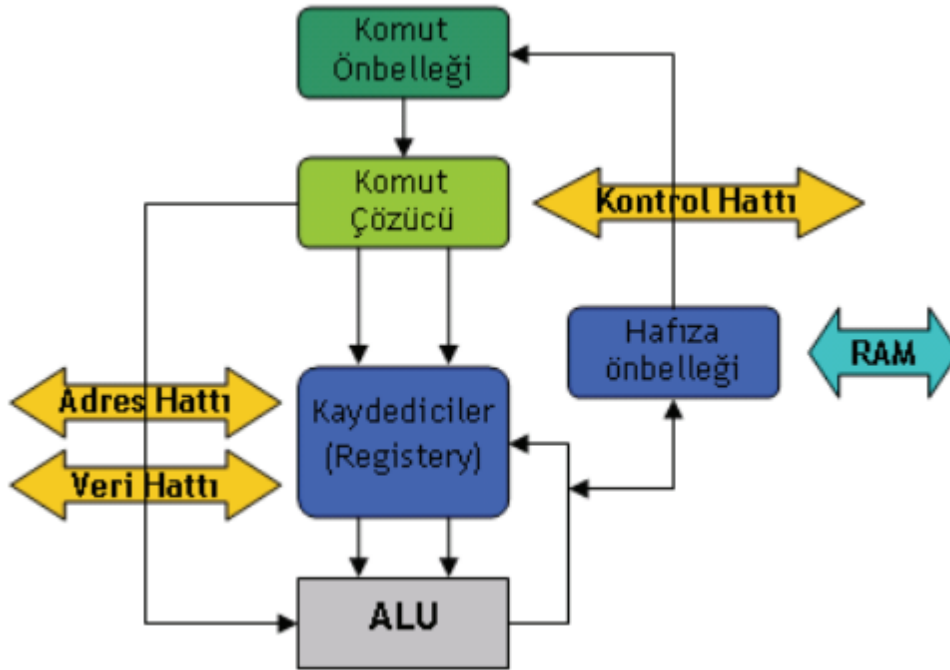 Komut
Önbelleği
Komut
Çözücü
Kontrol Hattı
Hafıza
önbelleği
RAM
Adres Hattı
Kaydediciler
(Registery)
Veri Hattı
ALU